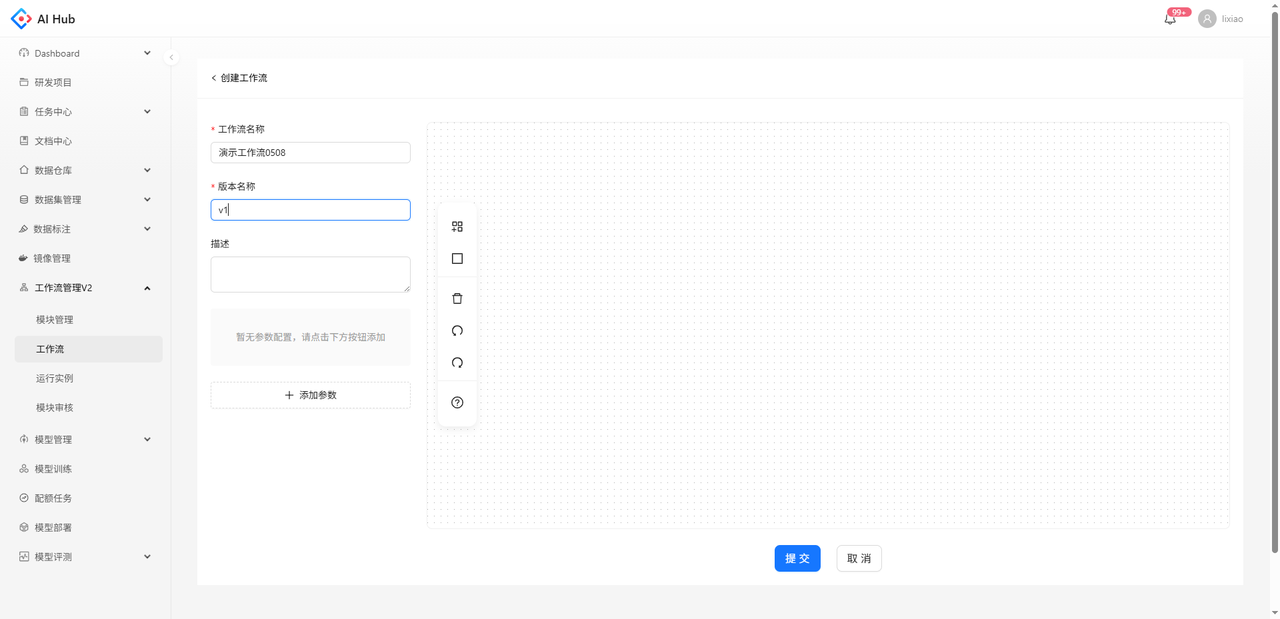 AI Hub
99+
lixiao
Dashboard
研发项目
任务中心
文档中心
数据仓库
数据集管理
数据标注
镜像管理
工作流管理V2
模块管理
工作流
运行实例
模块审核
模型管理
模型训练
配额任务
模型部署
模型评测
创建工作流
* 工作流名称
演示工作流0508
* 版本名称
v1
描述
暂无参数配置，请点击下方按钮添加
添加参数
提 交
取 消